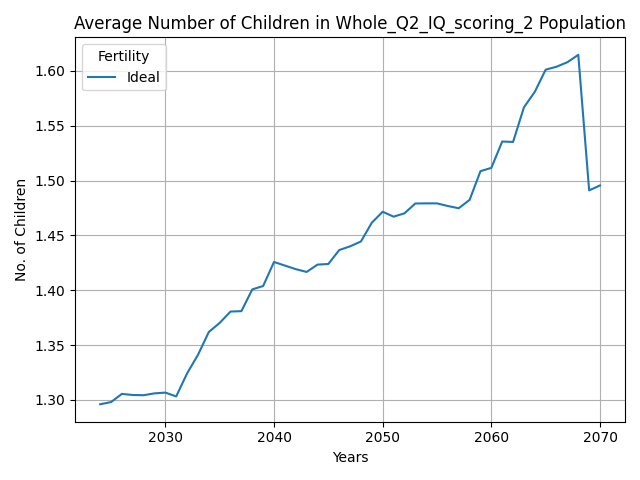 Average Number of Children in Whole_Q2_IQ_scoring_2 Population
Fertility
Ideal
No. of Children
1.60
1.55
1.50
1.45
1.40
1.35
1.30
2030 2040 2050 2060 2070
Years